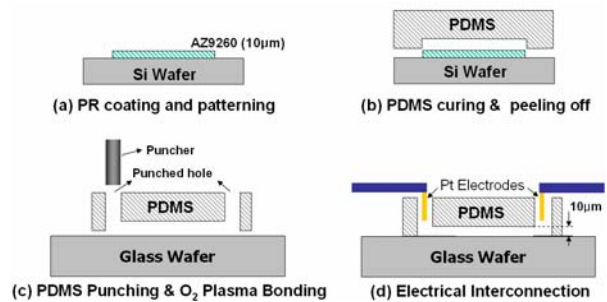 AZ9260 (10μm)
Si Wafer
(a) PR coating and patterning
PDMS
Si Wafer
(b) PDMS curing & peeling off
Puncher
Punched hole
PDMS
Glass Wafer
(c) PDMS Punching & O₂ Plasma Bonding
Pt Electrodes
10μm
PDMS
Glass Wafer
(d) Electrical Interconnection